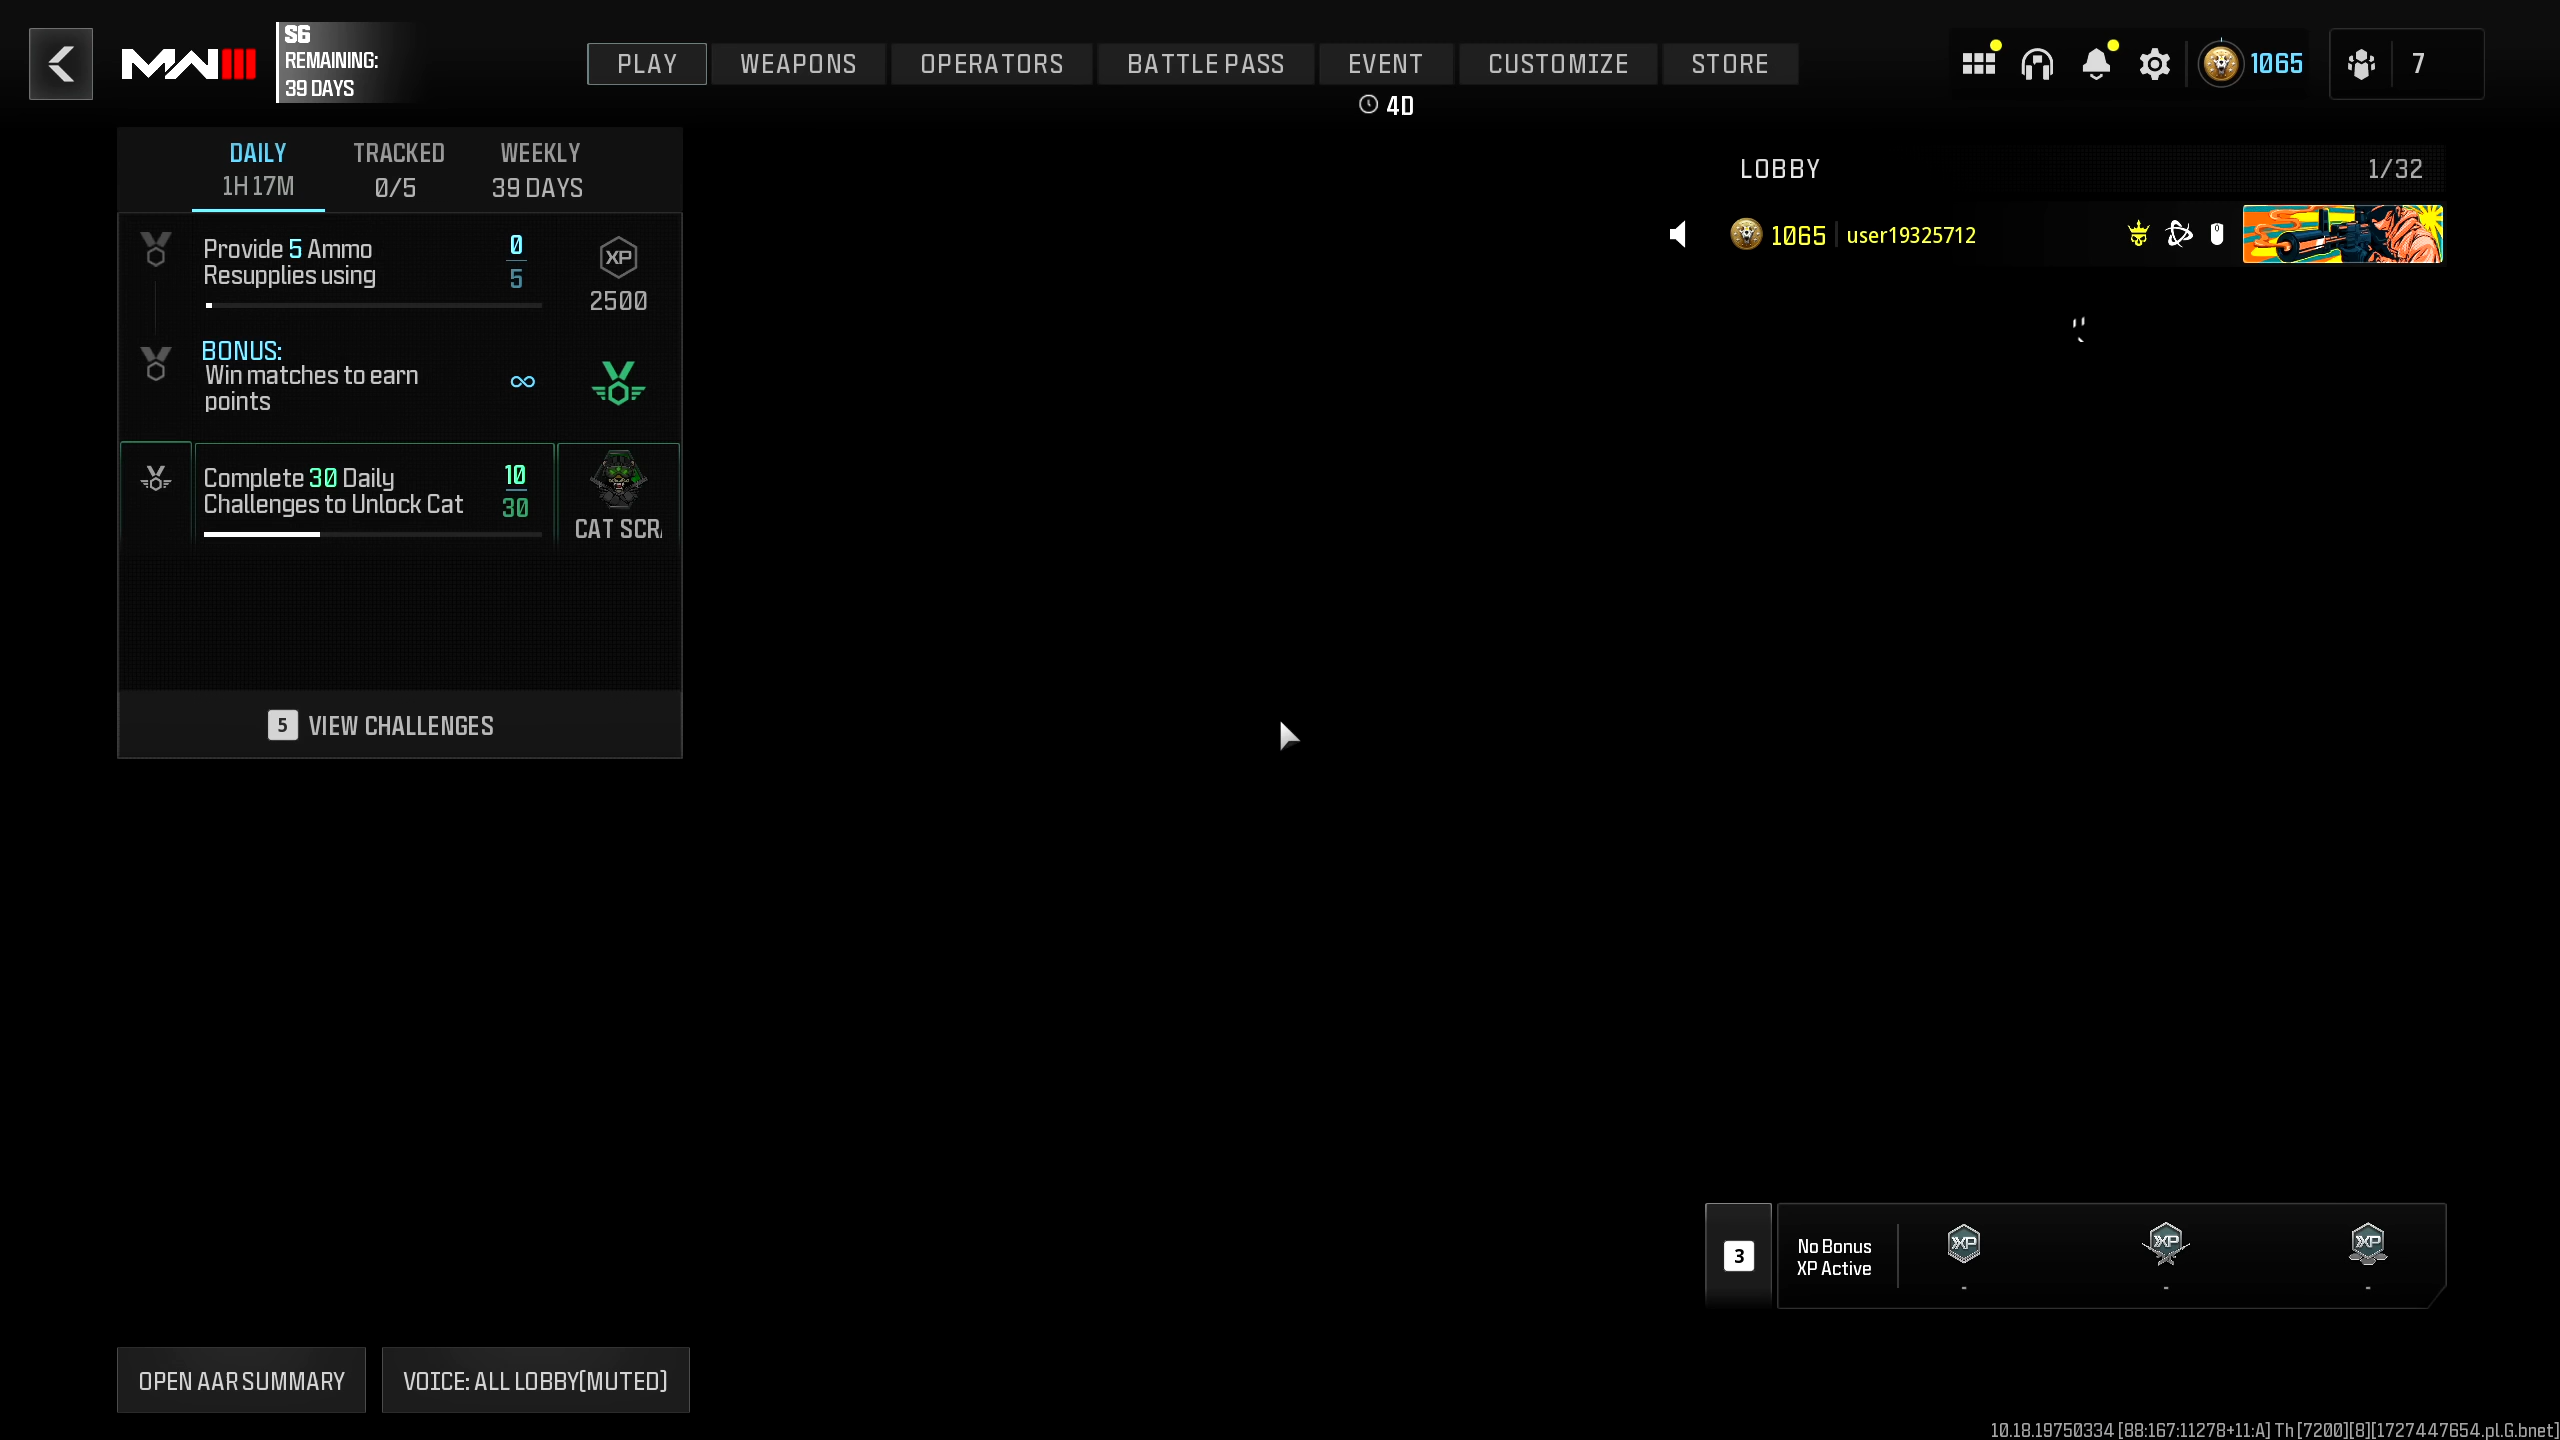 MWIII
S6
REMAINING:
39 DAYS
PLAY
WEAPONS
OPERATORS
BATTLE PASS
EVENT
CUSTOMIZE
STORE
4D
1065
7
DAILY
1H 17M
TRACKED
0/5
WEEKLY
39 DAYS
Provide 5 Ammo
Resupplies using
0
5
XP
2500
BONUS:
Win matches to earn
points
∞
Complete 30 Daily
Challenges to Unlock Cat
10
30
CAT SCR
5 VIEW CHALLENGES
LOBBY
1/32
1065 user19325712
3
No Bonus
XP Active
XP
-
XP
-
XP
-
OPEN AAR SUMMARY
VOICE: ALL LOBBY[MUTED]
10.18.19750334 [88:167:11278+11:A] Th [7200][8][1727447654.pl.G.bnet]